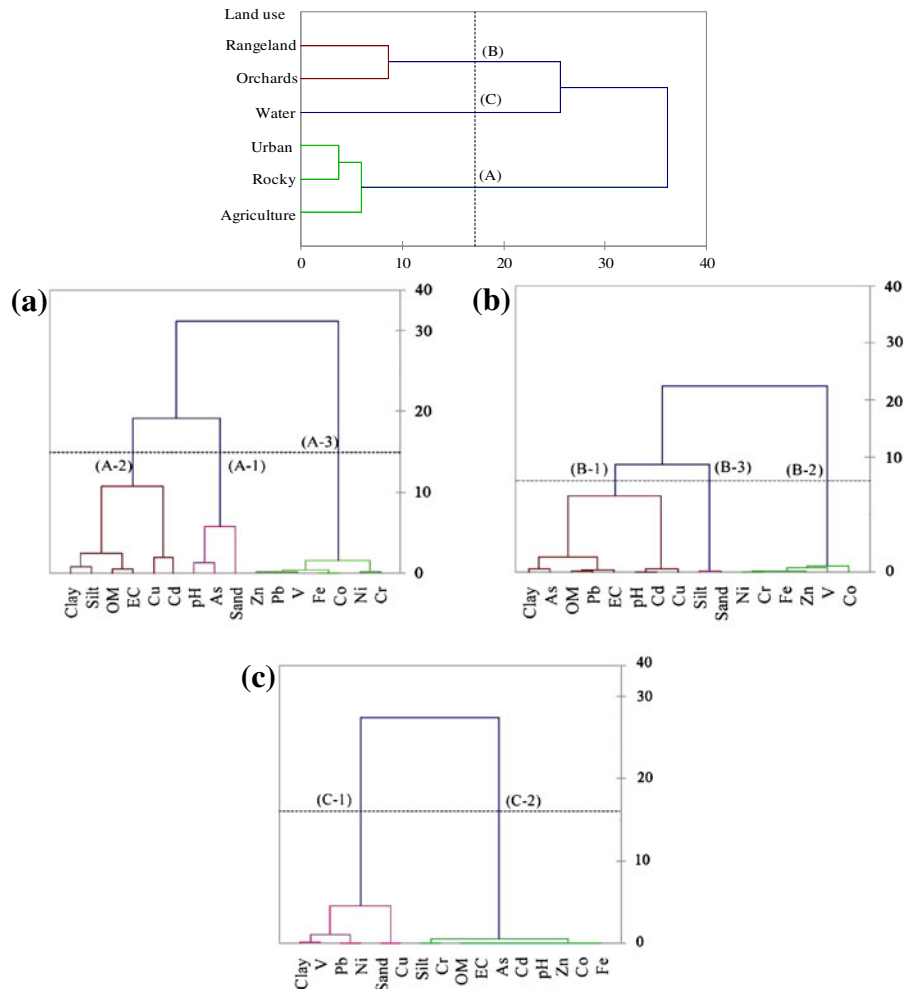 Land use
Rangeland
(B)
Orchards
Water
(C)
Urban
Rocky
(A)
Agriculture
0 10 20 30 40
(a)
40
30
20
10
0
(A-2) (A-1) (A-3)
Clay Silt OM EC Cu Cd pH As Sand Zn Pb V Fe Co Ni Cr
(b)
40
30
20
10
0
(B-1) (B-3) (B-2)
Clay As OM Pb EC pH Cd Cu Silt Sand Ni Cr Fe Zn V Co
(c)
40
30
20
10
0
(C-1) (C-2)
Clay V Pb Ni Sand Cu Silt Cr OM EC As Cd pH Zn Co Fe